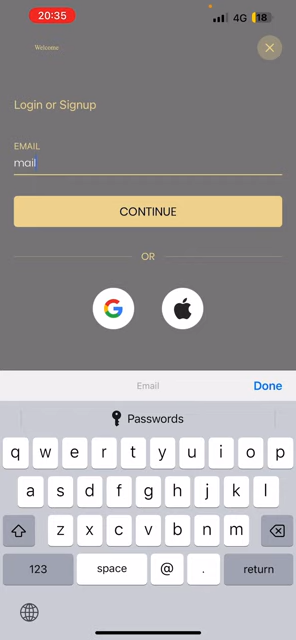 20:35
4G
18
Welcome
Login or Signup
EMAIL
mail
CONTINUE
OR
Email
Done
Passwords
q w e r t y u i o p
a s d f g h j k l
z x c v b n m
123 space @ . return